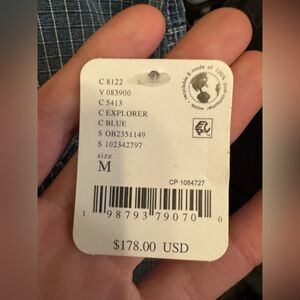 C 8122
V 083900
C 5413
C EXPLORER
C BLUE
S OB2351149
S 102342797
size
M
CP 1084727
1 98793 79070 0
$178.00 USD